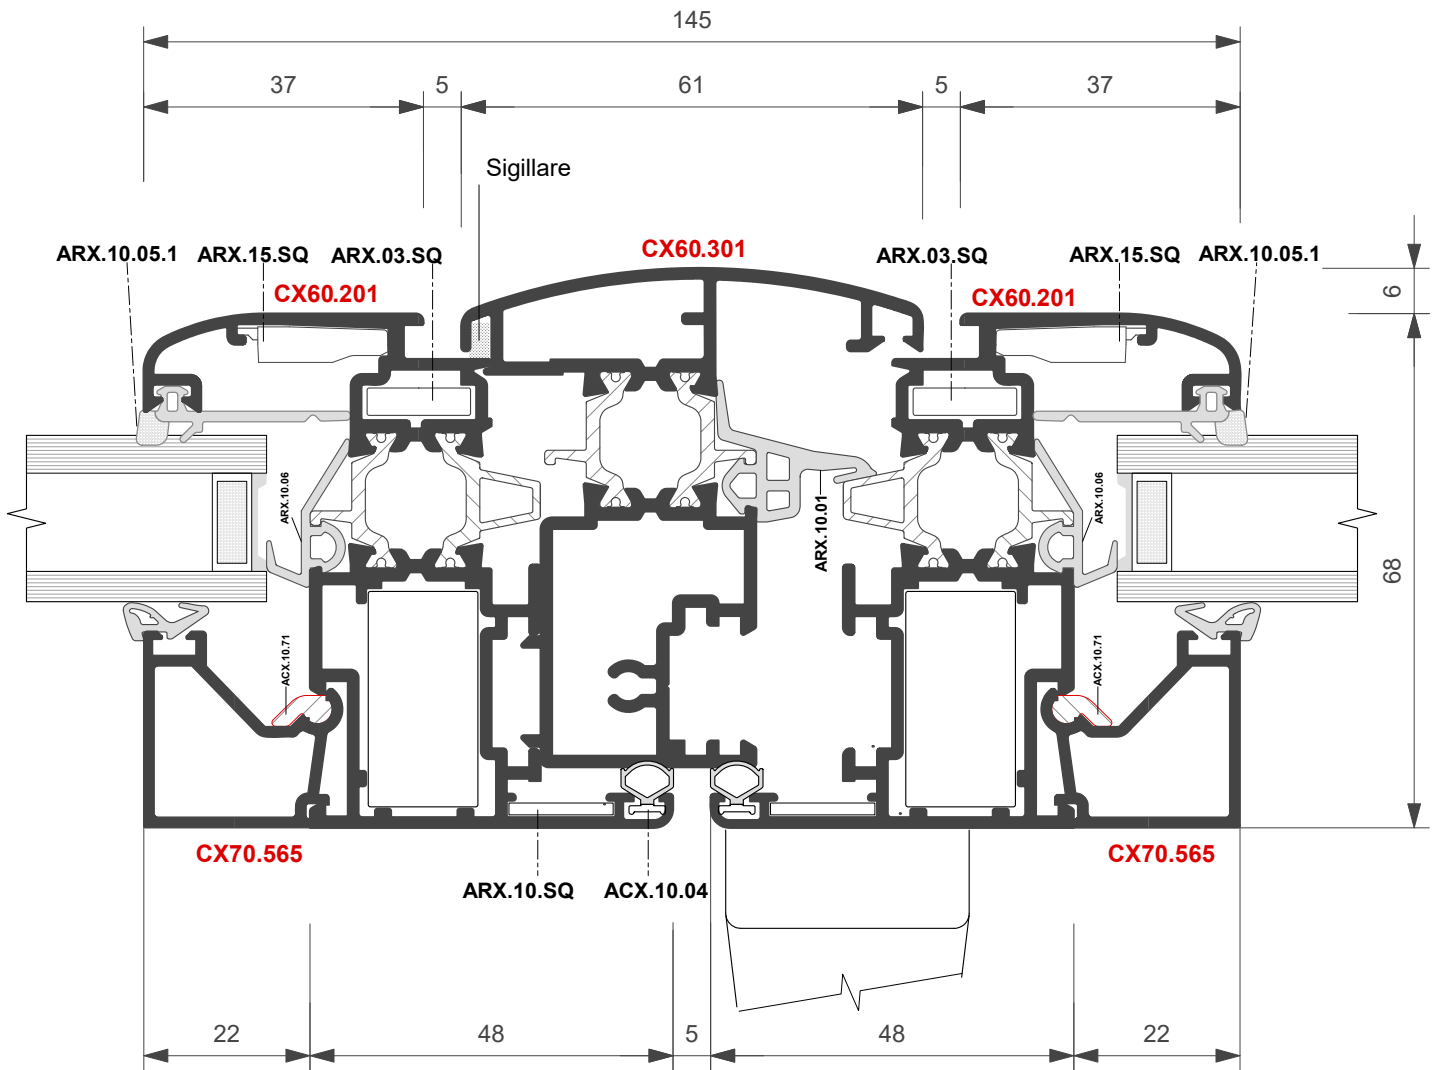 145
37 5 61 5 37
Sigillare
ARX.10.05.1 ARX.15.SQ ARX.03.SQ CX60.301 ARX.03.SQ ARX.15.SQ ARX.10.05.1
CX60.201 CX60.201
6
ARX.10.06 ARX.10.01 ARX.10.06
68
ACX.10.71 ACX.10.71
CX70.565 CX70.565
ARX.10.SQ ACX.10.04
22 48 5 48 22